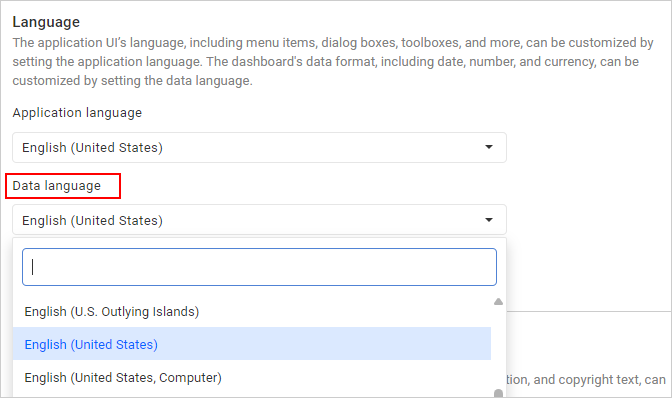 Language
The application UI's language, including menu items, dialog boxes, toolboxes, and more, can be customized by
setting the application language. The dashboard's data format, including date, number, and currency, can be
customized by setting the data language.
Application language
English (United States)
Data language
English (United States)
English (U.S. Outlying Islands)
English (United States)
English (United States, Computer)
tion, and copyright text, can